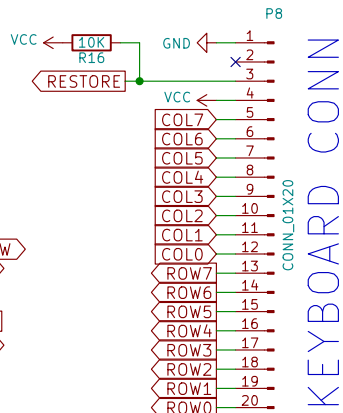 P8
VCC 10K GND 1
R16 2
RESTORE 3
VCC 4
COL7 5
COL6 6
COL5 7
COL4 8
COL3 9
COL2 10
COL1 11
COL0 12
ROW7 13
ROW6 14
ROW5 15
ROW4 16
ROW3 17
ROW2 18
ROW1 19
ROW0 20
W
CONN_01X20
KEYBOARD CONN